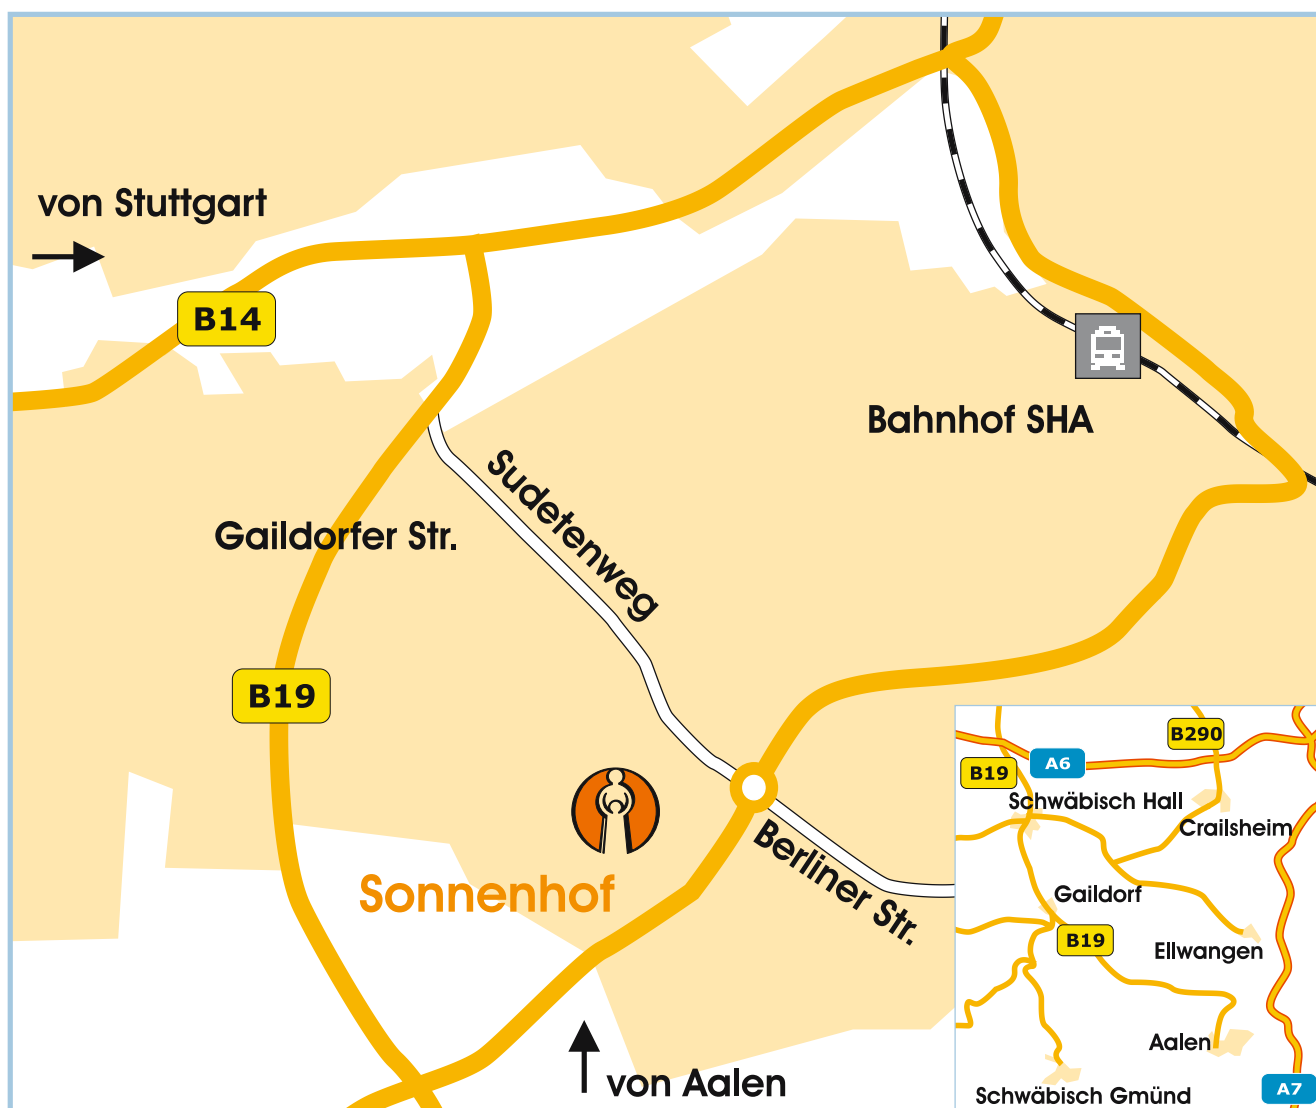 von Stuttgart
B14
Bahnhof SHA
Sudetenweg
Gaildorfer Str.
B19
Sonnenhof
Berliner Str.
von Aalen
B290
A6
B19
Schwäbisch Hall
Crailsheim
Gaildorf
B19
Ellwangen
Aalen
A7
Schwäbisch Gmünd